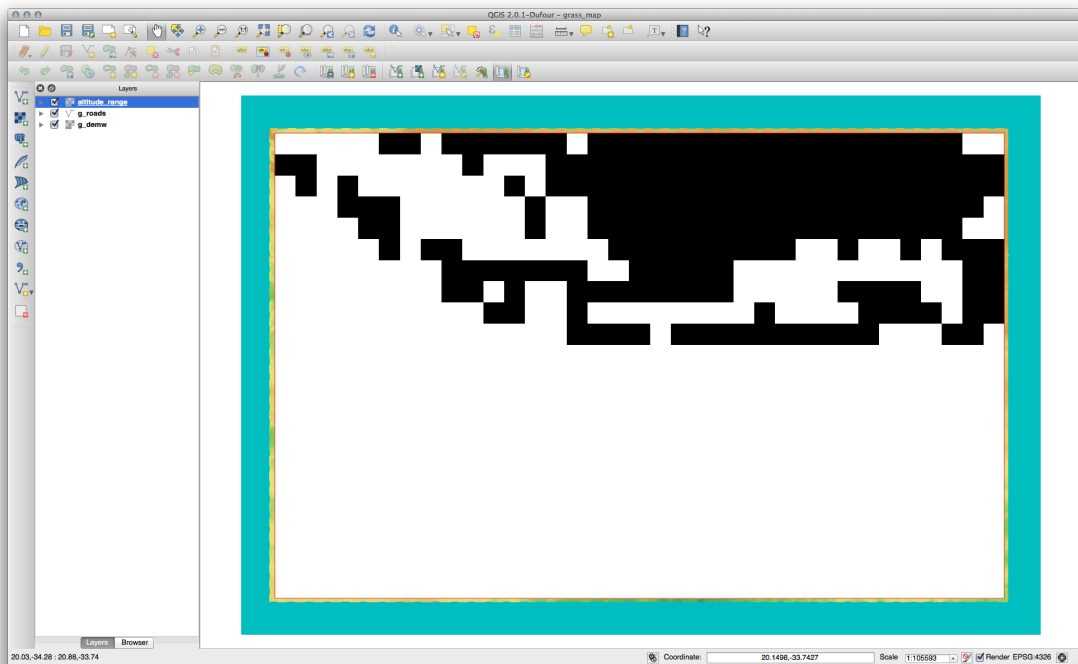 QGIS 2.0.1-Dufour - grass_map
Layers
altitude_range
g_roads
g_demw
Layers Browser
20.03,-34.28 : 20.88,-33.74 Coordinate: 20.1498,-33.7427 Scale 1:105593 Render EPSG:4326